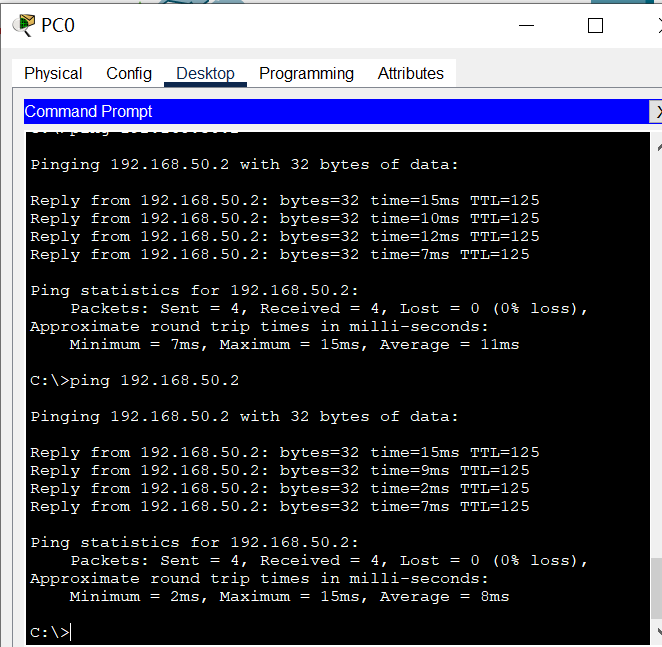 PC0
Physical Config Desktop Programming Attributes
Command Prompt
X
Pinging 192.168.50.2 with 32 bytes of data:
Reply from 192.168.50.2: bytes=32 time=15ms TTL=125
Reply from 192.168.50.2: bytes=32 time=10ms TTL=125
Reply from 192.168.50.2: bytes=32 time=12ms TTL=125
Reply from 192.168.50.2: bytes=32 time=7ms TTL=125
Ping statistics for 192.168.50.2:
Packets: Sent = 4, Received = 4, Lost = 0 (0% loss),
Approximate round trip times in milli-seconds:
Minimum = 7ms, Maximum = 15ms, Average = 11ms
C:\>ping 192.168.50.2
Pinging 192.168.50.2 with 32 bytes of data:
Reply from 192.168.50.2: bytes=32 time=15ms TTL=125
Reply from 192.168.50.2: bytes=32 time=9ms TTL=125
Reply from 192.168.50.2: bytes=32 time=2ms TTL=125
Reply from 192.168.50.2: bytes=32 time=7ms TTL=125
Ping statistics for 192.168.50.2:
Packets: Sent = 4, Received = 4, Lost = 0 (0% loss),
Approximate round trip times in milli-seconds:
Minimum = 2ms, Maximum = 15ms, Average = 8ms
C:\>